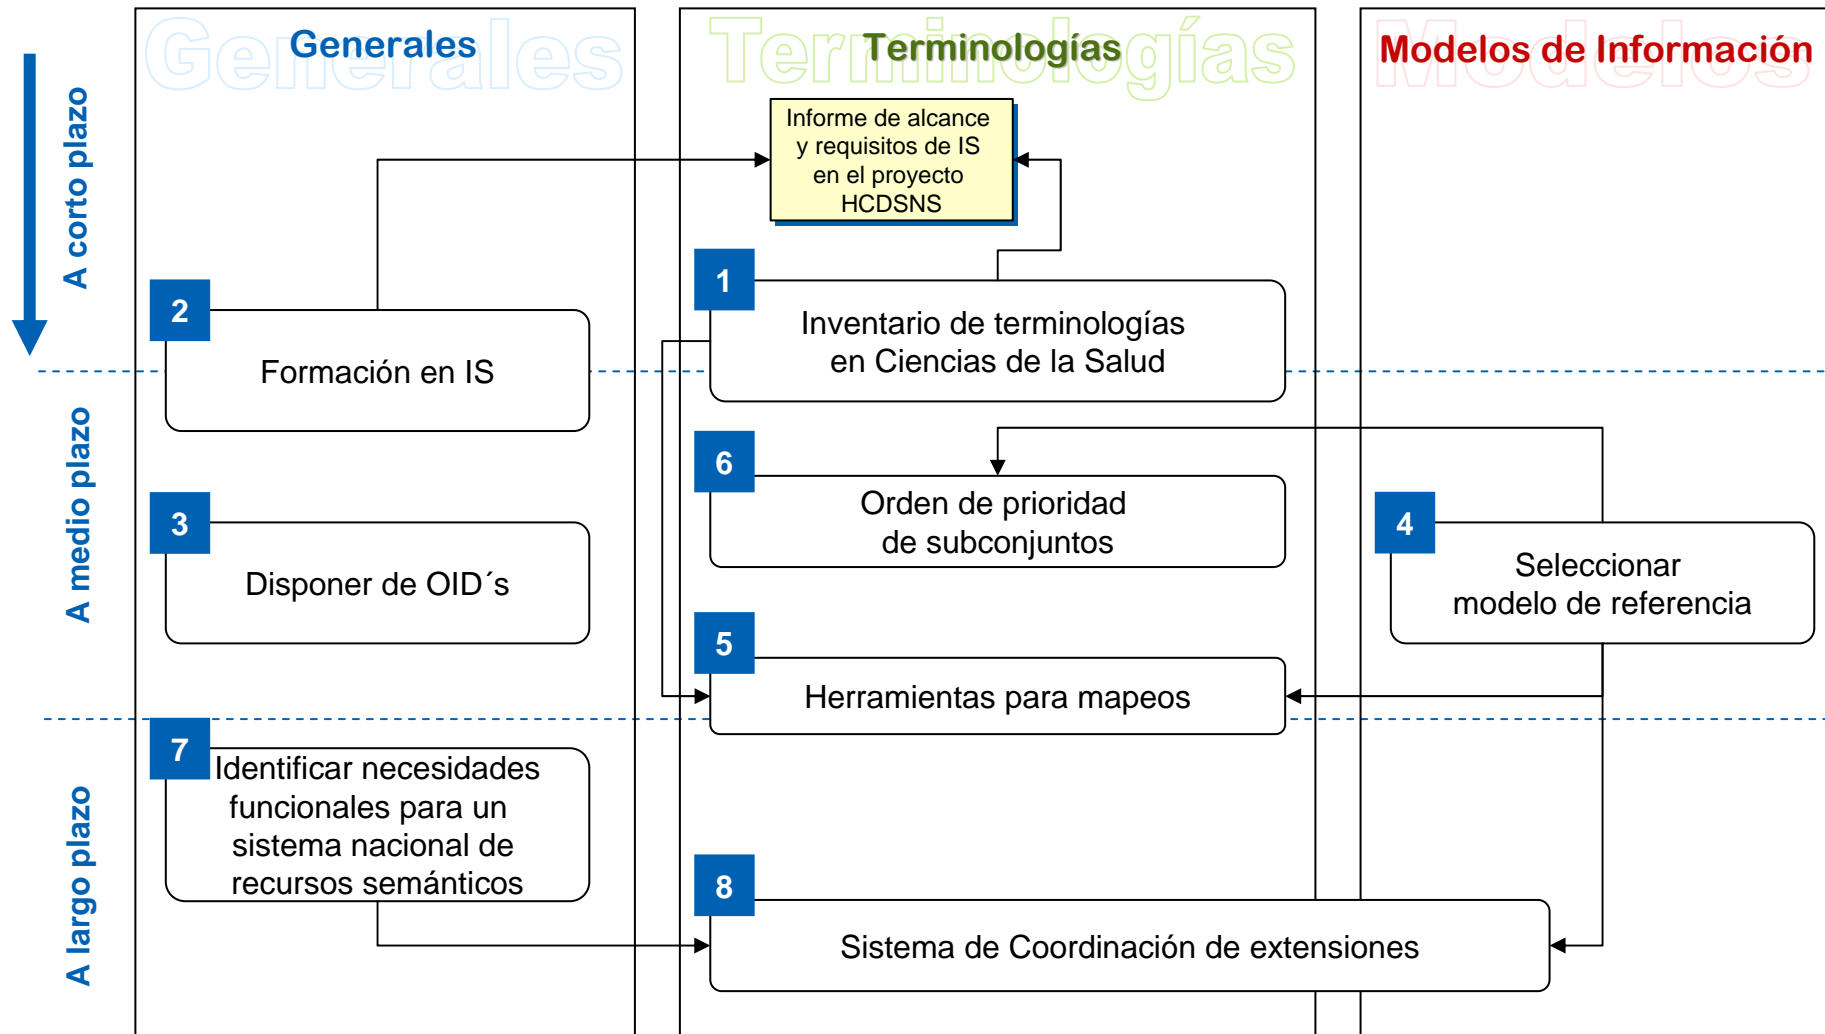 Generales
Generales
Terminologías
Terminologías
Modelos de Información
Modelos
A corto plazo
Informe de alcance
y requisitos de IS
en el proyecto
HCDSNS
2
Formación en IS
1
Inventario de terminologías
en Ciencias de la Salud
A medio plazo
3
Disponer de OID´s
6
Orden de prioridad
de subconjuntos
4
Seleccionar
modelo de referencia
5
Herramientas para mapeos
A largo plazo
7
Identificar necesidades
funcionales para un
sistema nacional de
recursos semánticos
8
Sistema de Coordinación de extensiones